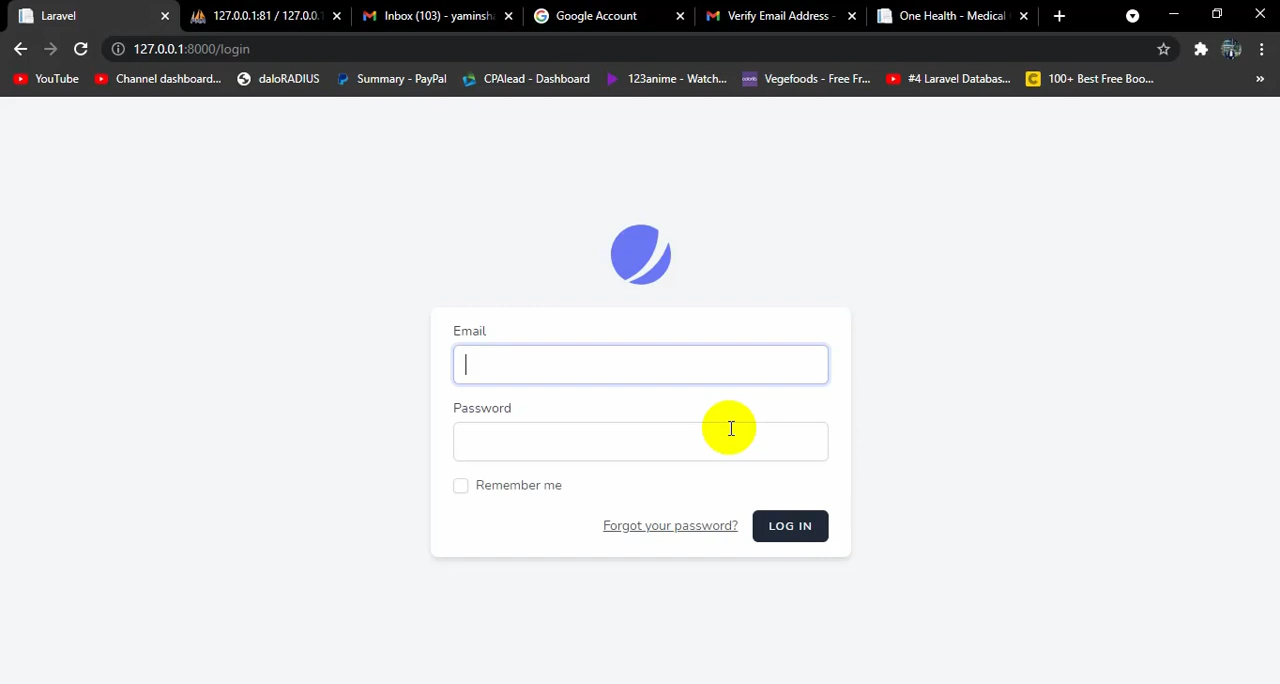 Laravel
127.0.0.1:81 / 127.0.0.
Inbox (103) - yaminsh
Google Account
Verify Email Address -
One Health - Medical
127.0.0.1:8000/login
YouTube
Channel dashboard...
daloRADIUS
Summary - PayPal
CPAlead - Dashboard
123anime - Watch...
Vegefoods - Free Fr...
#4 Laravel Databas...
100+ Best Free Boo...
»
Email
Password
Remember me
Forgot your password?
LOG IN